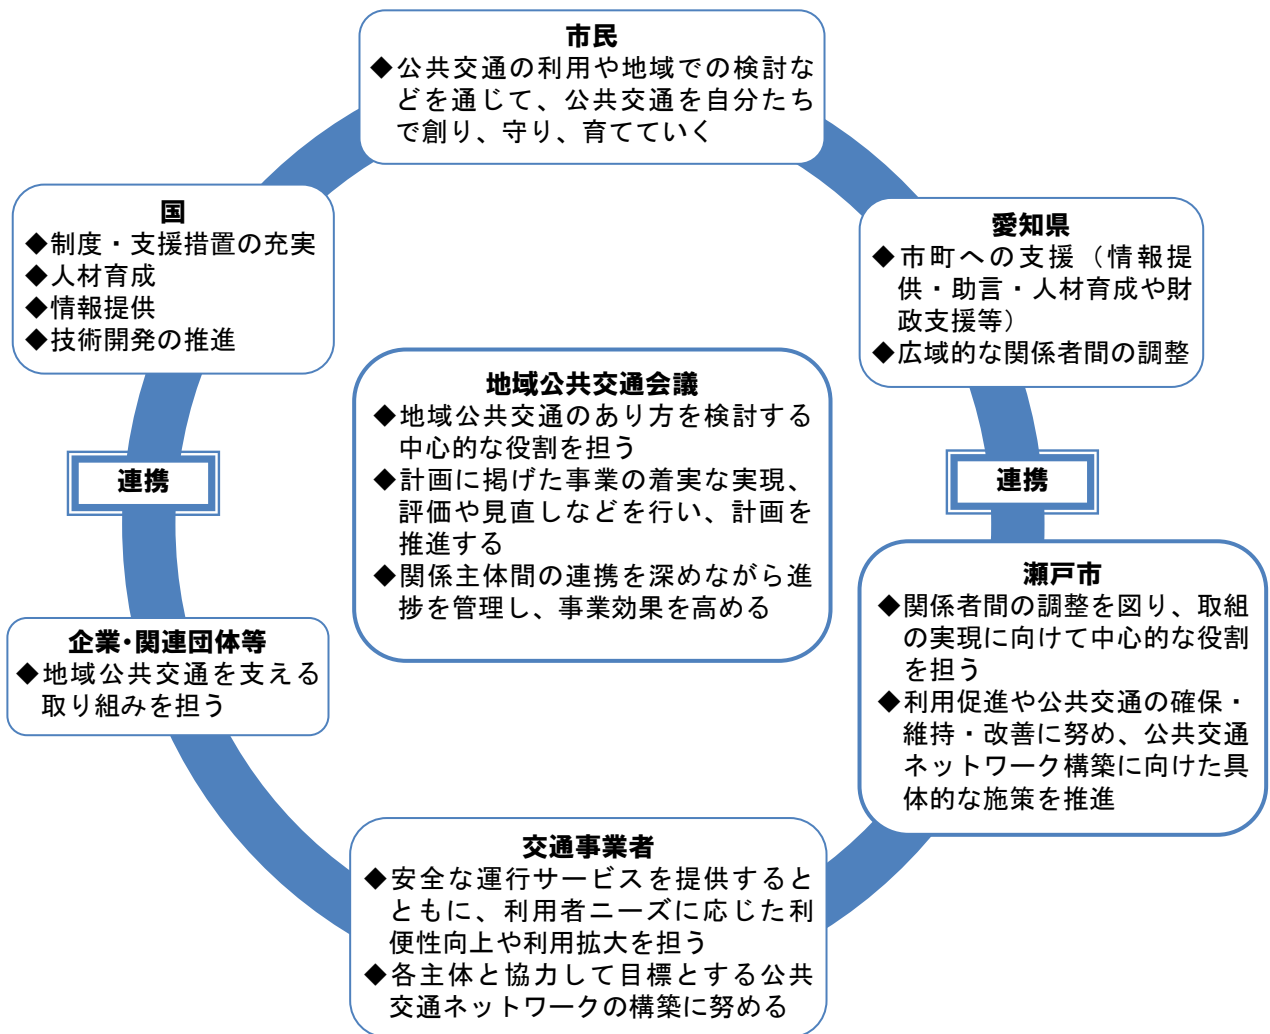 市民
◆公共交通の利用や地域での検討な
どを通じて、公共交通を自分たち
で創り、守り、育てていく
国
◆制度・支援措置の充実
◆人材育成
◆情報提供
◆技術開発の推進
愛知県
◆市町への支援（情報提
供・助言・人材育成や財
政支援等）
◆広域的な関係者間の調整
地域公共交通会議
◆地域公共交通のあり方を検討する
中心的な役割を担う
◆計画に掲げた事業の着実な実現、
評価や見直しなどを行い、計画を
推進する
◆関係主体間の連携を深めながら進
捗を管理し、事業効果を高める
連携
連携
瀬戸市
◆関係者間の調整を図り、取組
の実現に向けて中心的な役割
を担う
◆利用促進や公共交通の確保・
維持・改善に努め、公共交通
ネットワーク構築に向けた具
体的な施策を推進
企業・関連団体等
◆地域公共交通を支える
取り組みを担う
交通事業者
◆安全な運行サービスを提供すると
ともに、利用者ニーズに応じた利
便性向上や利用拡大を担う
◆各主体と協力して目標とする公共
交通ネットワークの構築に努める